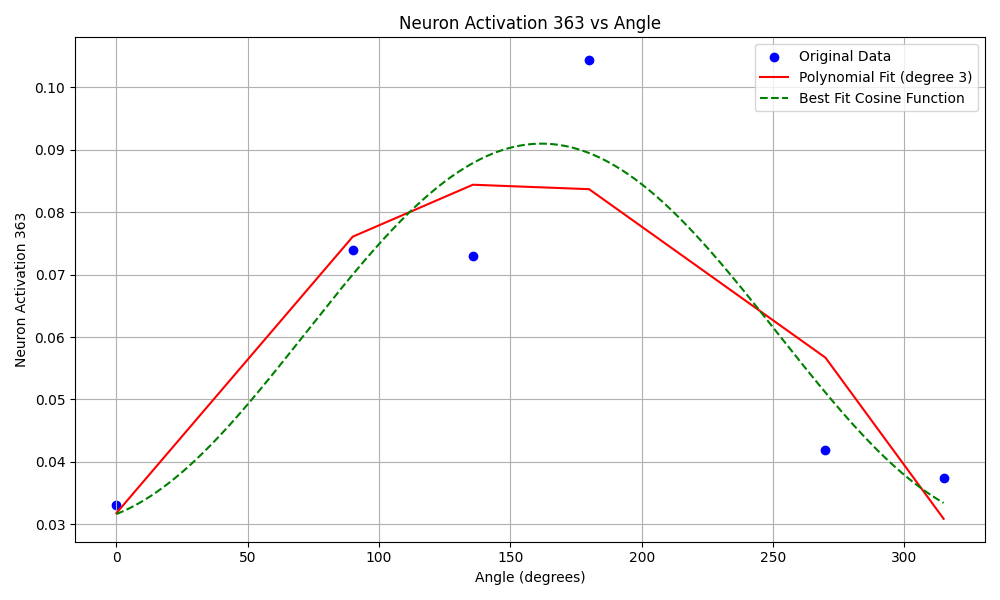 Neuron Activation 363 vs Angle
Original Data
Polynomial Fit (degree 3)
Best Fit Cosine Function
Neuron Activation 363
0.10
0.09
0.08
0.07
0.06
0.05
0.04
0.03
0 50 100 150 200 250 300
Angle (degrees)